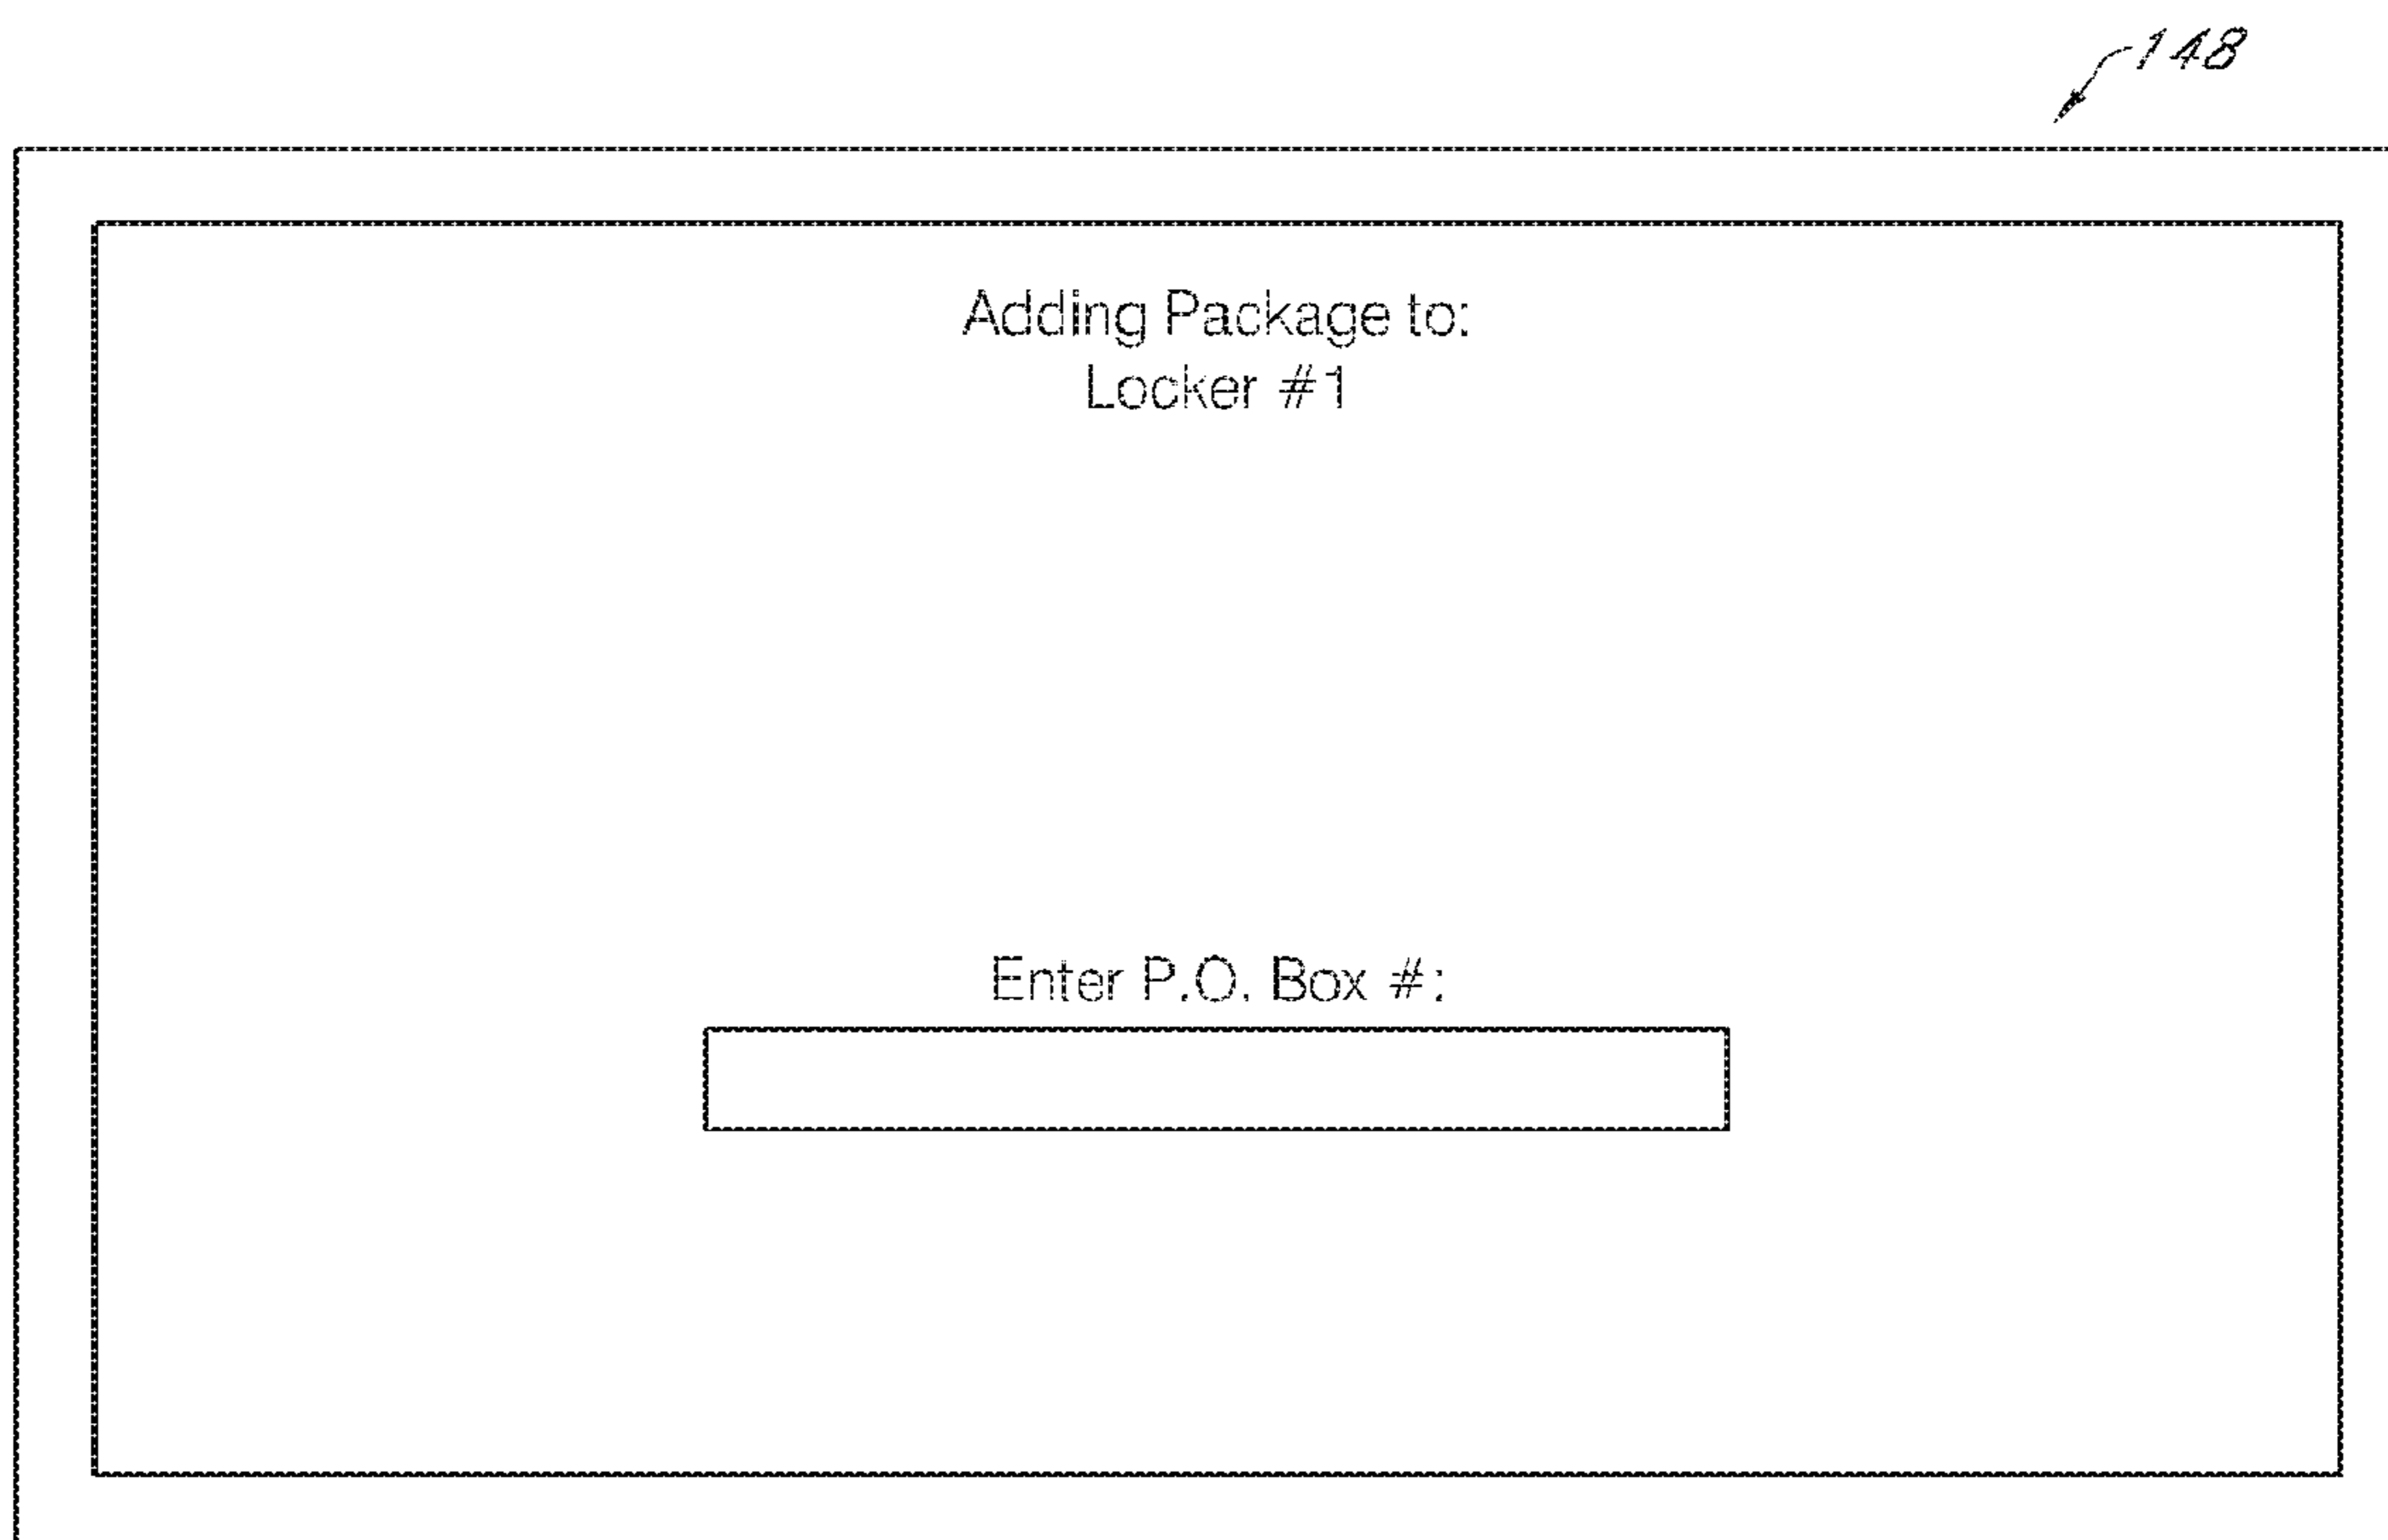 148
Adding Package to:
Locker #1
Enter P.O. Box #: